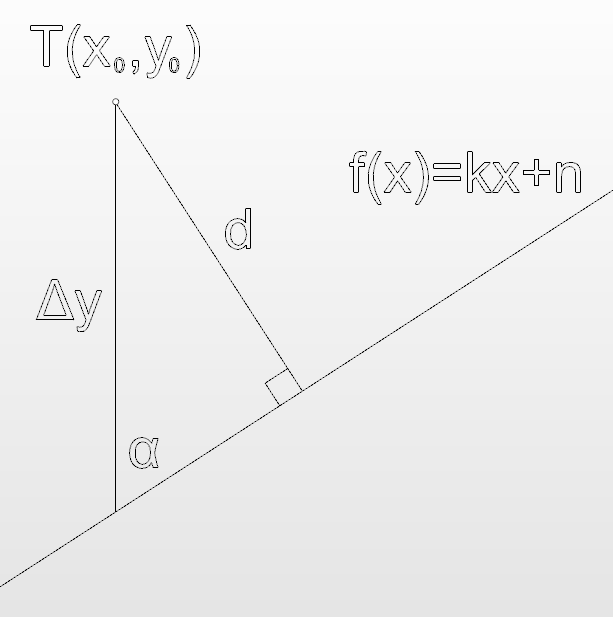 T(x₀,y₀)
f(x)=kx+n
d
Δy
α